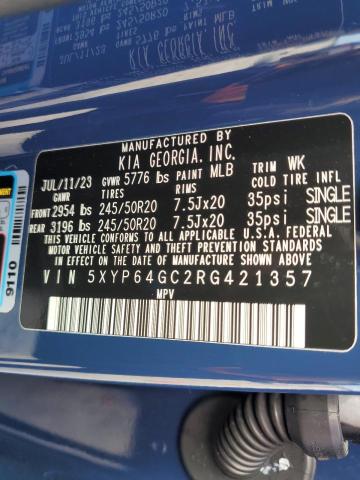 MANUFACTURED BY
KIA GEORGIA, INC.
JUL/11/23 GVWR 5776 lbs PAINT MLB TRIM WK
GAWR TIRES RIMS COLD TIRE INFL
FRONT 2954 lbs 245/50R20 7.5Jx20 35psi SINGLE
REAR 3196 lbs 245/50R20 7.5Jx20 35psi SINGLE
THIS VEHICLE CONFORMS TO ALL APPLICABLE U.S.A. FEDERAL
MOTOR VEHICLE SAFETY AND THEFT PREVENTION STANDARDS
IN EFFECT ON THE DATE OF MANUFACTURE SHOWN ABOVE.
VIN 5XYP64GC2RG421357
MPV
9110